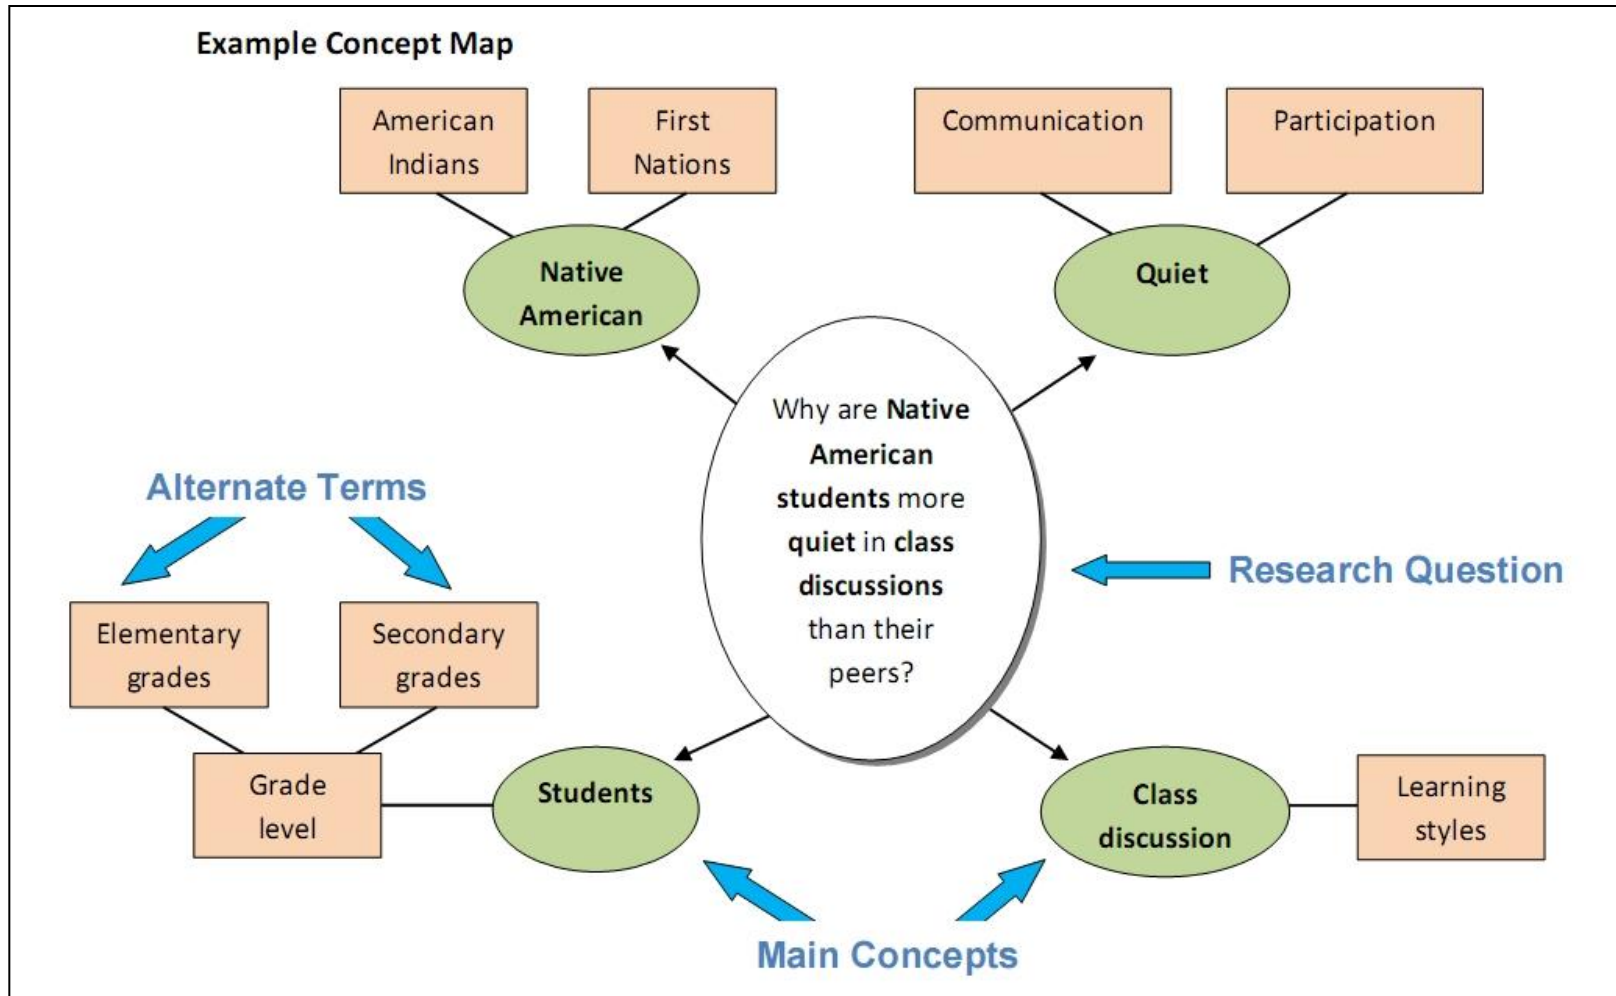 Example Concept Map
American
Indians
First
Nations
Communication
Participation
Native
American
Quiet
Why are Native
American
students more
quiet in class
discussions
than their
peers?
Alternate Terms
Research Question
Elementary
grades
Secondary
grades
Grade
level
Students
Class
discussion
Learning
styles
Main Concepts